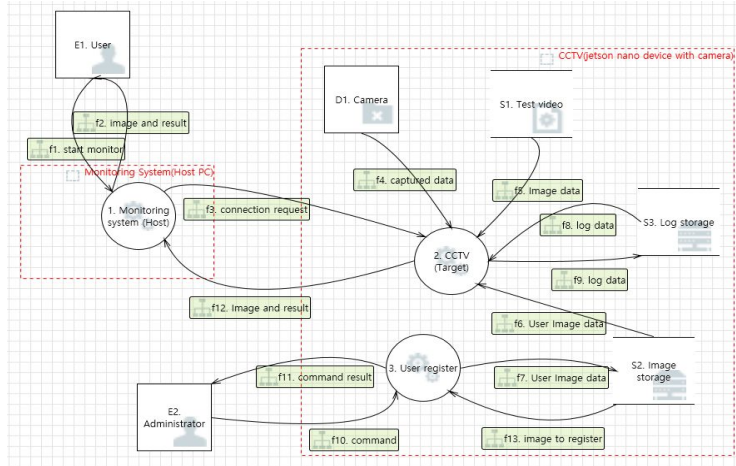 E1. User
CCTV(jetson nano device with camera)
D1. Camera
S1. Test video
f2. image and result
f1. start monitor
Monitoring System(Host PC)
f4. captured data
f5. Image data
1. Monitoring
system (Host)
f3. connection request
f8. log data
S3. Log storage
2. CCTV
(Target)
f9. log data
f12. Image and result
f6. User Image data
3. User register
S2. Image
storage
f11. command result
f7. User Image data
E2.
Administrator
f10. command
f13. image to register